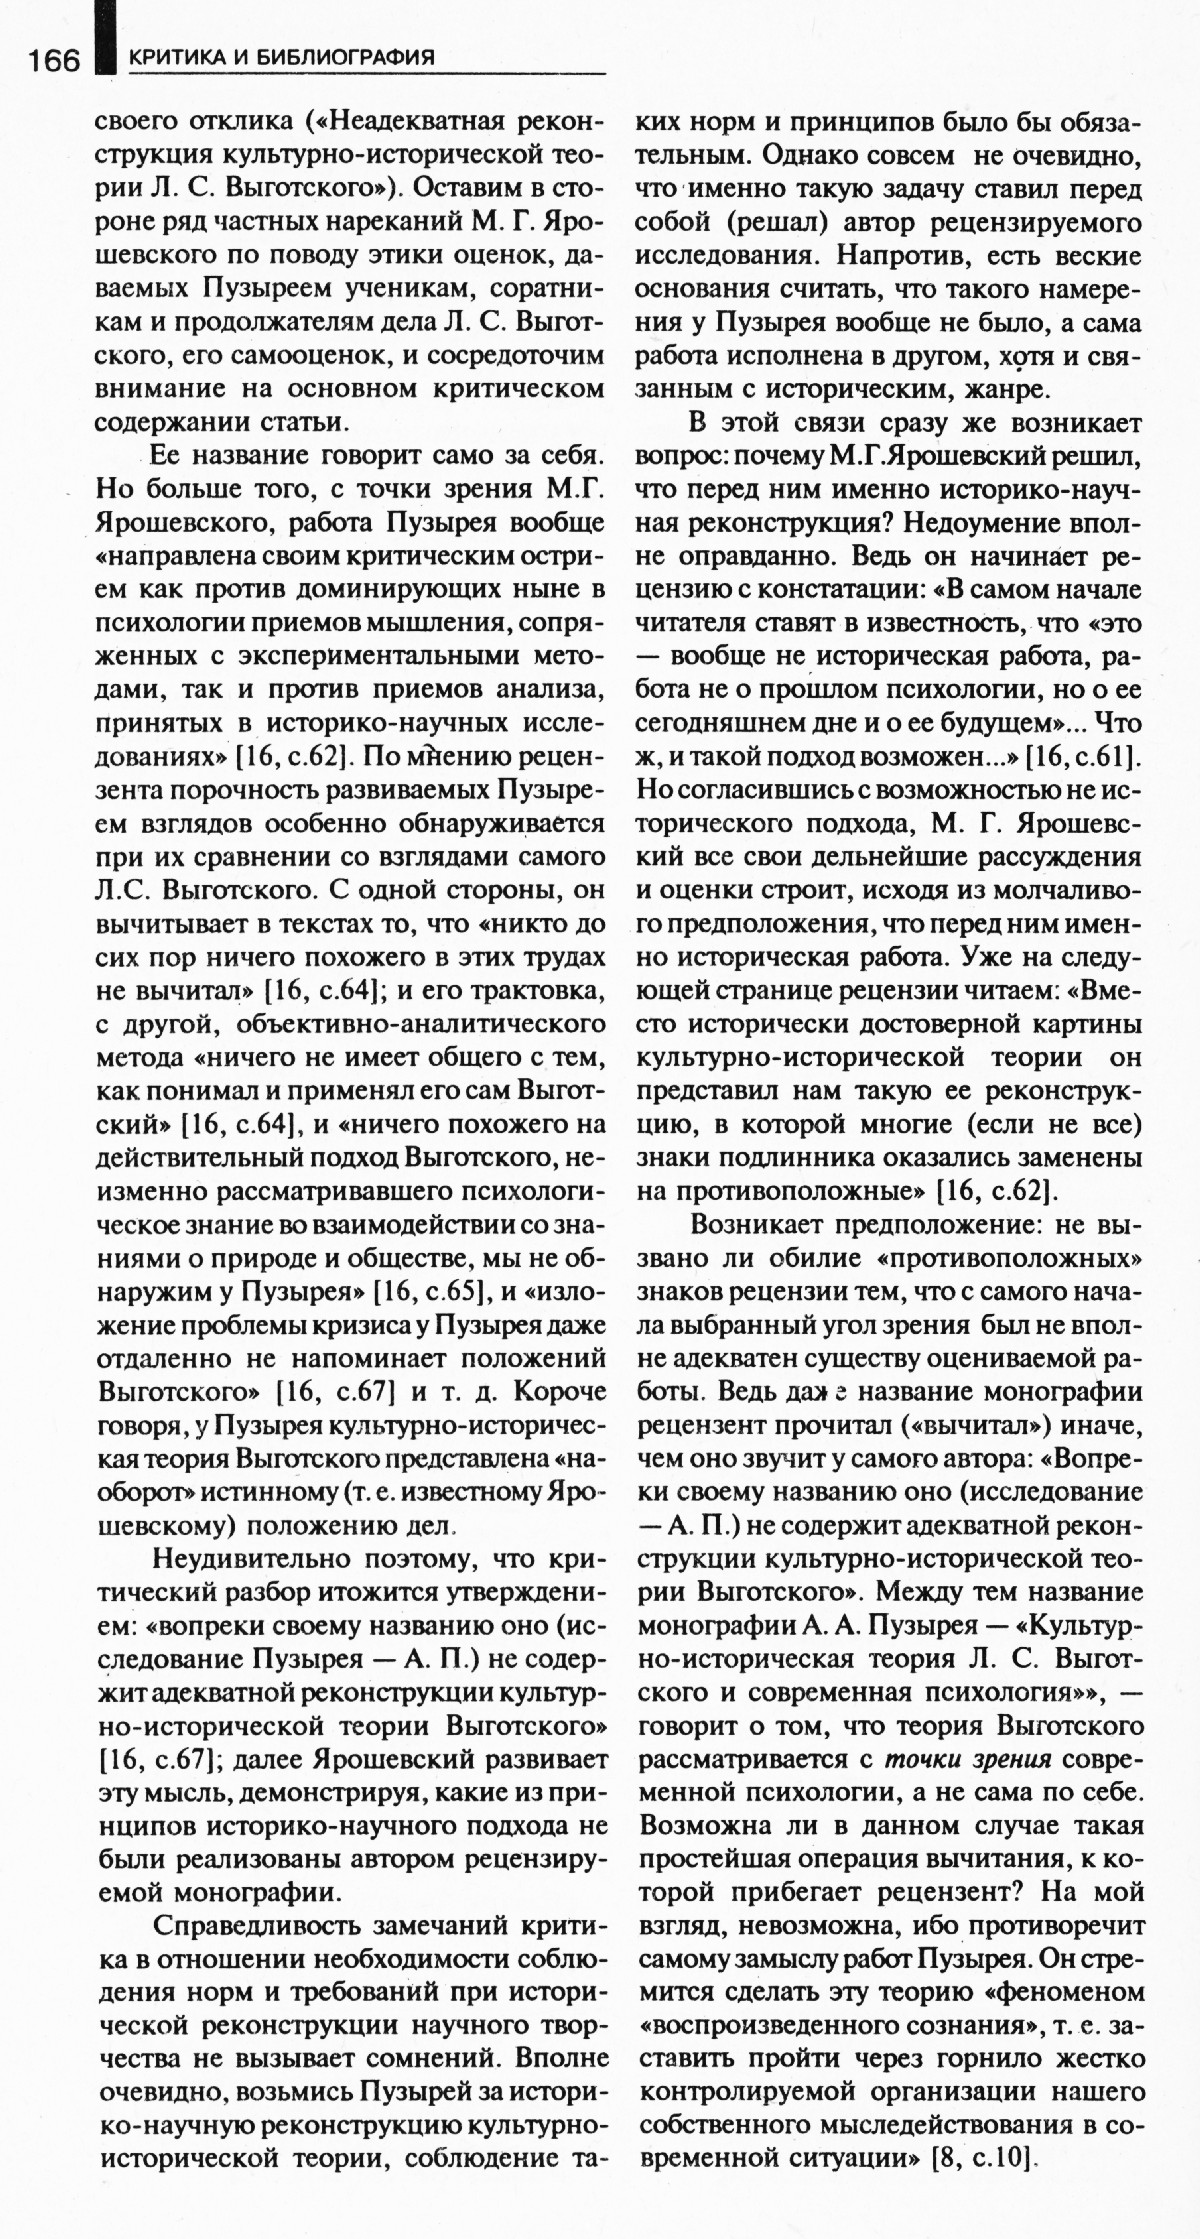 166
КРИТИКА И БИБЛИОГРАФИЯ
своего отклика («Неадекватная рекон-
струкция культурно-исторической тео-
рии Л. С. Выготского»). Оставим в сто-
роне ряд частных нареканий М. Г. Яро-
шевского по поводу этики оценок, да-
ваемых Пузыреем ученикам, соратни-
кам и продолжателям дела Л. С. Выгот-
ского, его самооценок, и сосредоточим
внимание на основном критическом
содержании статьи.
Ее название говорит само за себя.
Но больше того, с точки зрения М.Г.
Ярошевского, работа Пузырея вообще
«направлена своим критическим остри-
ем как против доминирующих ныне в
психологии приемов мышления, сопря-
женных с экспериментальными мето-
дами, так и против приемов анализа,
принятых в историко-научных иссле-
дованиях» [16, с.62]. По мнению рецен-
зента порочность развиваемых Пузыре-
ем взглядов особенно обнаруживается
при их сравнении со взглядами самого
Л.С. Выготского. С одной стороны, он
вычитывает в текстах то, что «никто до
сих пор ничего похожего в этих трудах
не вычитал» [16, с.64]; и его трактовка,
с другой, объективно-аналитического
метода «ничего не имеет общего с тем,
как понимал и применял его сам Выгот-
ский» [16, с.64], и «ничего похожего на
действительный подход Выготского, не-
изменно рассматривавшего психологи-
ческое знание во взаимодействии со зна-
ниями о природе и обществе, мы не об-
наружим у Пузырея» [16, с.65], и «изло-
жение проблемы кризиса у Пузырея даже
отдаленно не напоминает положений
Выготского» [16, с.67] и т. д. Короче
говоря, у Пузырея культурно-историчес-
кая теория Выготского представлена «на-
оборот» истинному (т. е. известному Яро-
шевскому) положению дел.
Неудивительно поэтому, что кри-
тический разбор итожится утверждени-
ем: «вопреки своему названию оно (ис-
следование Пузырея — А. П.) не содер-
жит адекватной реконструкции культур-
но-исторической теории Выготского»
[16, с.67]; далее Ярошевский развивает
эту мысль, демонстрируя, какие из при-
нципов историко-научного подхода не
были реализованы автором рецензиру-
емой монографии.
Справедливость замечаний крити-
ка в отношении необходимости соблю-
дения норм и требований при истори-
ческой реконструкции научного твор-
чества не вызывает сомнений. Вполне
очевидно, возьмись Пузырей за истори-
ко-научную реконструкцию культурно-
исторической теории, соблюдение та-
ких норм и принципов было бы обяза-
тельным. Однако совсем не очевидно,
что именно такую задачу ставил перед
собой (решал) автор рецензируемого
исследования. Напротив, есть веские
основания считать, что такого намере-
ния у Пузырея вообще не было, а сама
работа исполнена в другом, хотя и свя-
занным с историческим, жанре.
В этой связи сразу же возникает
вопрос: почему М.Г.Ярошевский решил,
что перед ним именно историко-науч-
ная реконструкция? Недоумение впол-
не оправданно. Ведь он начинает ре-
цензию с констатации: «В самом начале
читателя ставят в известность, что «это
— вообще не историческая работа, ра-
бота не о прошлом психологии, но о ее
сегодняшнем дне и о ее будущем»... Что
ж, и такой подход возможен...» [16, с.61].
Но согласившись с возможностью не ис-
торического подхода, М. Г. Ярошевс-
кий все свои дельнейшие рассуждения
и оценки строит, исходя из молчаливо-
го предположения, что перед ним имен-
но историческая работа. Уже на следу-
ющей странице рецензии читаем: «Вме-
сто исторически достоверной картины
культурно-исторической теории он
представил нам такую ее реконструк-
цию, в которой многие (если не все)
знаки подлинника оказались заменены
на противоположные» [16, с.62].
Возникает предположение: не вы-
звано ли обилие «противоположных»
знаков рецензии тем, что с самого нача-
ла выбранный угол зрения был не впол-
не адекватен существу оцениваемой ра-
боты. Ведь даже название монографии
рецензент прочитал («вычитал») иначе,
чем оно звучит у самого автора: «Вопре-
ки своему названию оно (исследование
— А. П.) не содержит адекватной рекон-
струкции культурно-исторической тео-
рии Выготского». Между тем название
монографии А. А. Пузырея — «Культур-
но-историческая теория Л. С. Выгот-
ского и современная психология»», —
говорит о том, что теория Выготского
рассматривается с точки зрения совре-
менной психологии, а не сама по себе.
Возможна ли в данном случае такая
простейшая операция вычитания, к ко-
торой прибегает рецензент? На мой
взгляд, невозможна, ибо противоречит
самому замыслу работ Пузырея. Он стре-
мится сделать эту теорию «феноменом
«воспроизведенного сознания», т. е. за-
ставить пройти через горнило жестко
контролируемой организации нашего
собственного мыследействования в со-
временной ситуации» [8, с.10].